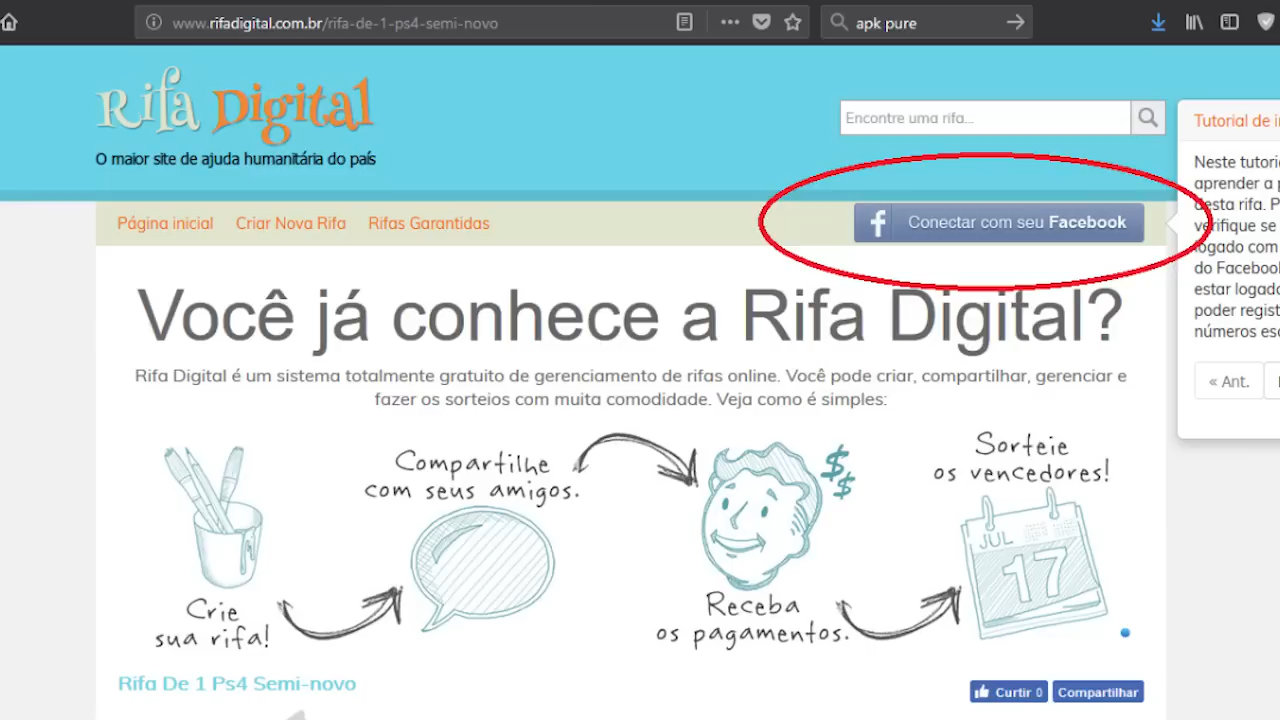 www.rifadigital.com.br/rifa-de-1-ps4-semi-novo
apk pure
Rifa Digital
O maior site de ajuda humanitária do país
Encontre uma rifa...
Página inicial Criar Nova Rifa Rifas Garantidas
f Conectar com seu Facebook
Tutorial de i
Neste tutori
aprender a p
desta rifa. P
verifique se
logado com
do Facebook
estar logado
poder regist
números esc
« Ant.
Você já conhece a Rifa Digital?
Rifa Digital é um sistema totalmente gratuito de gerenciamento de rifas online. Você pode criar, compartilhar, gerenciar e
fazer os sorteios com muita comodidade. Veja como é simples:
Crie
sua rifa!
Compartilhe
com seus amigos.
$
$
Receba
os pagamentos.
Sorteie
os vencedores!
JUL
17
Rifa De 1 Ps4 Semi-novo
Curtir 0 Compartilhar